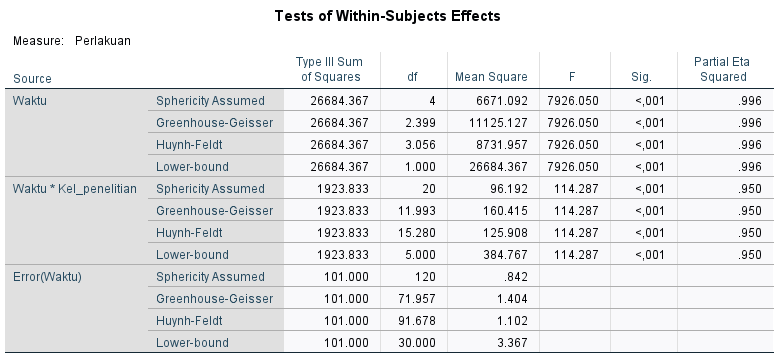 Tests of Within-Subjects Effects
Measure: Perlakuan
Source Type III Sum of Squares df Mean Square F Sig. Partial Eta Squared
Waktu Sphericity Assumed 26684.367 4 6671.092 7926.050 <,001 .996
Greenhouse-Geisser 26684.367 2.399 11125.127 7926.050 <,001 .996
Huynh-Feldt 26684.367 3.056 8731.957 7926.050 <,001 .996
Lower-bound 26684.367 1.000 26684.367 7926.050 <,001 .996
Waktu * Kel_penelitian Sphericity Assumed 1923.833 20 96.192 114.287 <,001 .950
Greenhouse-Geisser 1923.833 11.993 160.415 114.287 <,001 .950
Huynh-Feldt 1923.833 15.280 125.908 114.287 <,001 .950
Lower-bound 1923.833 5.000 384.767 114.287 <,001 .950
Error(Waktu) Sphericity Assumed 101.000 120 .842
Greenhouse-Geisser 101.000 71.957 1.404
Huynh-Feldt 101.000 91.678 1.102
Lower-bound 101.000 30.000 3.367